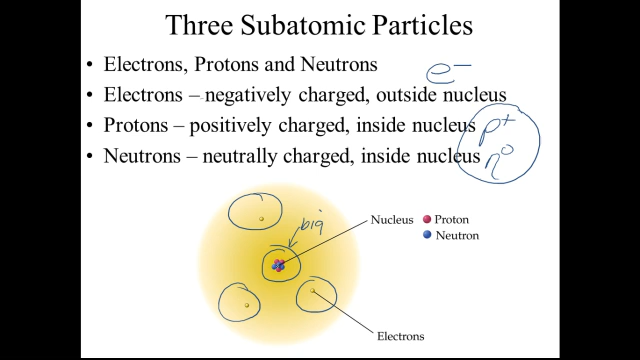 Three Subatomic Particles
• Electrons, Protons and Neutrons
e⁻
• Electrons – negatively charged, outside nucleus
• Protons – positively charged, inside nucleus p⁺
• Neutrons – neutrally charged, inside nucleus n⁰
big
Nucleus Proton
Neutron
Electrons